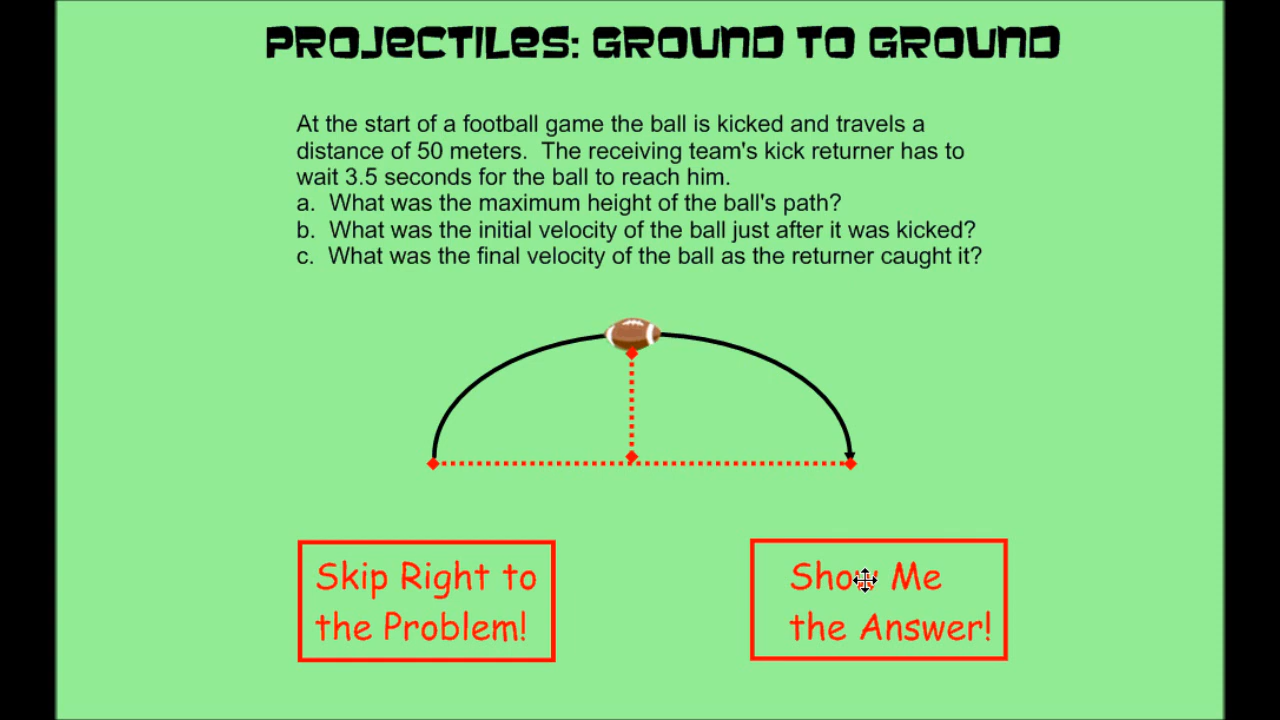 PROJECTILES: GROUND TO GROUND
At the start of a football game the ball is kicked and travels a
distance of 50 meters.  The receiving team's kick returner has to
wait 3.5 seconds for the ball to reach him.
a.  What was the maximum height of the ball's path?
b.  What was the initial velocity of the ball just after it was kicked?
c.  What was the final velocity of the ball as the returner caught it?
Skip Right to
the Problem!
Show Me
the Answer!